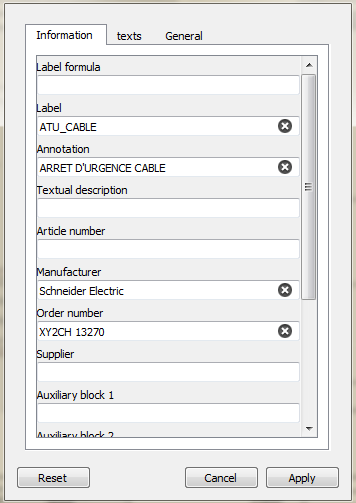 Information texts General
Label formula
Label
ATU_CABLE
Annotation
ARRET D'URGENCE CABLE
Textual description
Article number
Manufacturer
Schneider Electric
Order number
XY2CH 13270
Supplier
Auxiliary block 1
Auxiliary block 2
Reset Cancel Apply